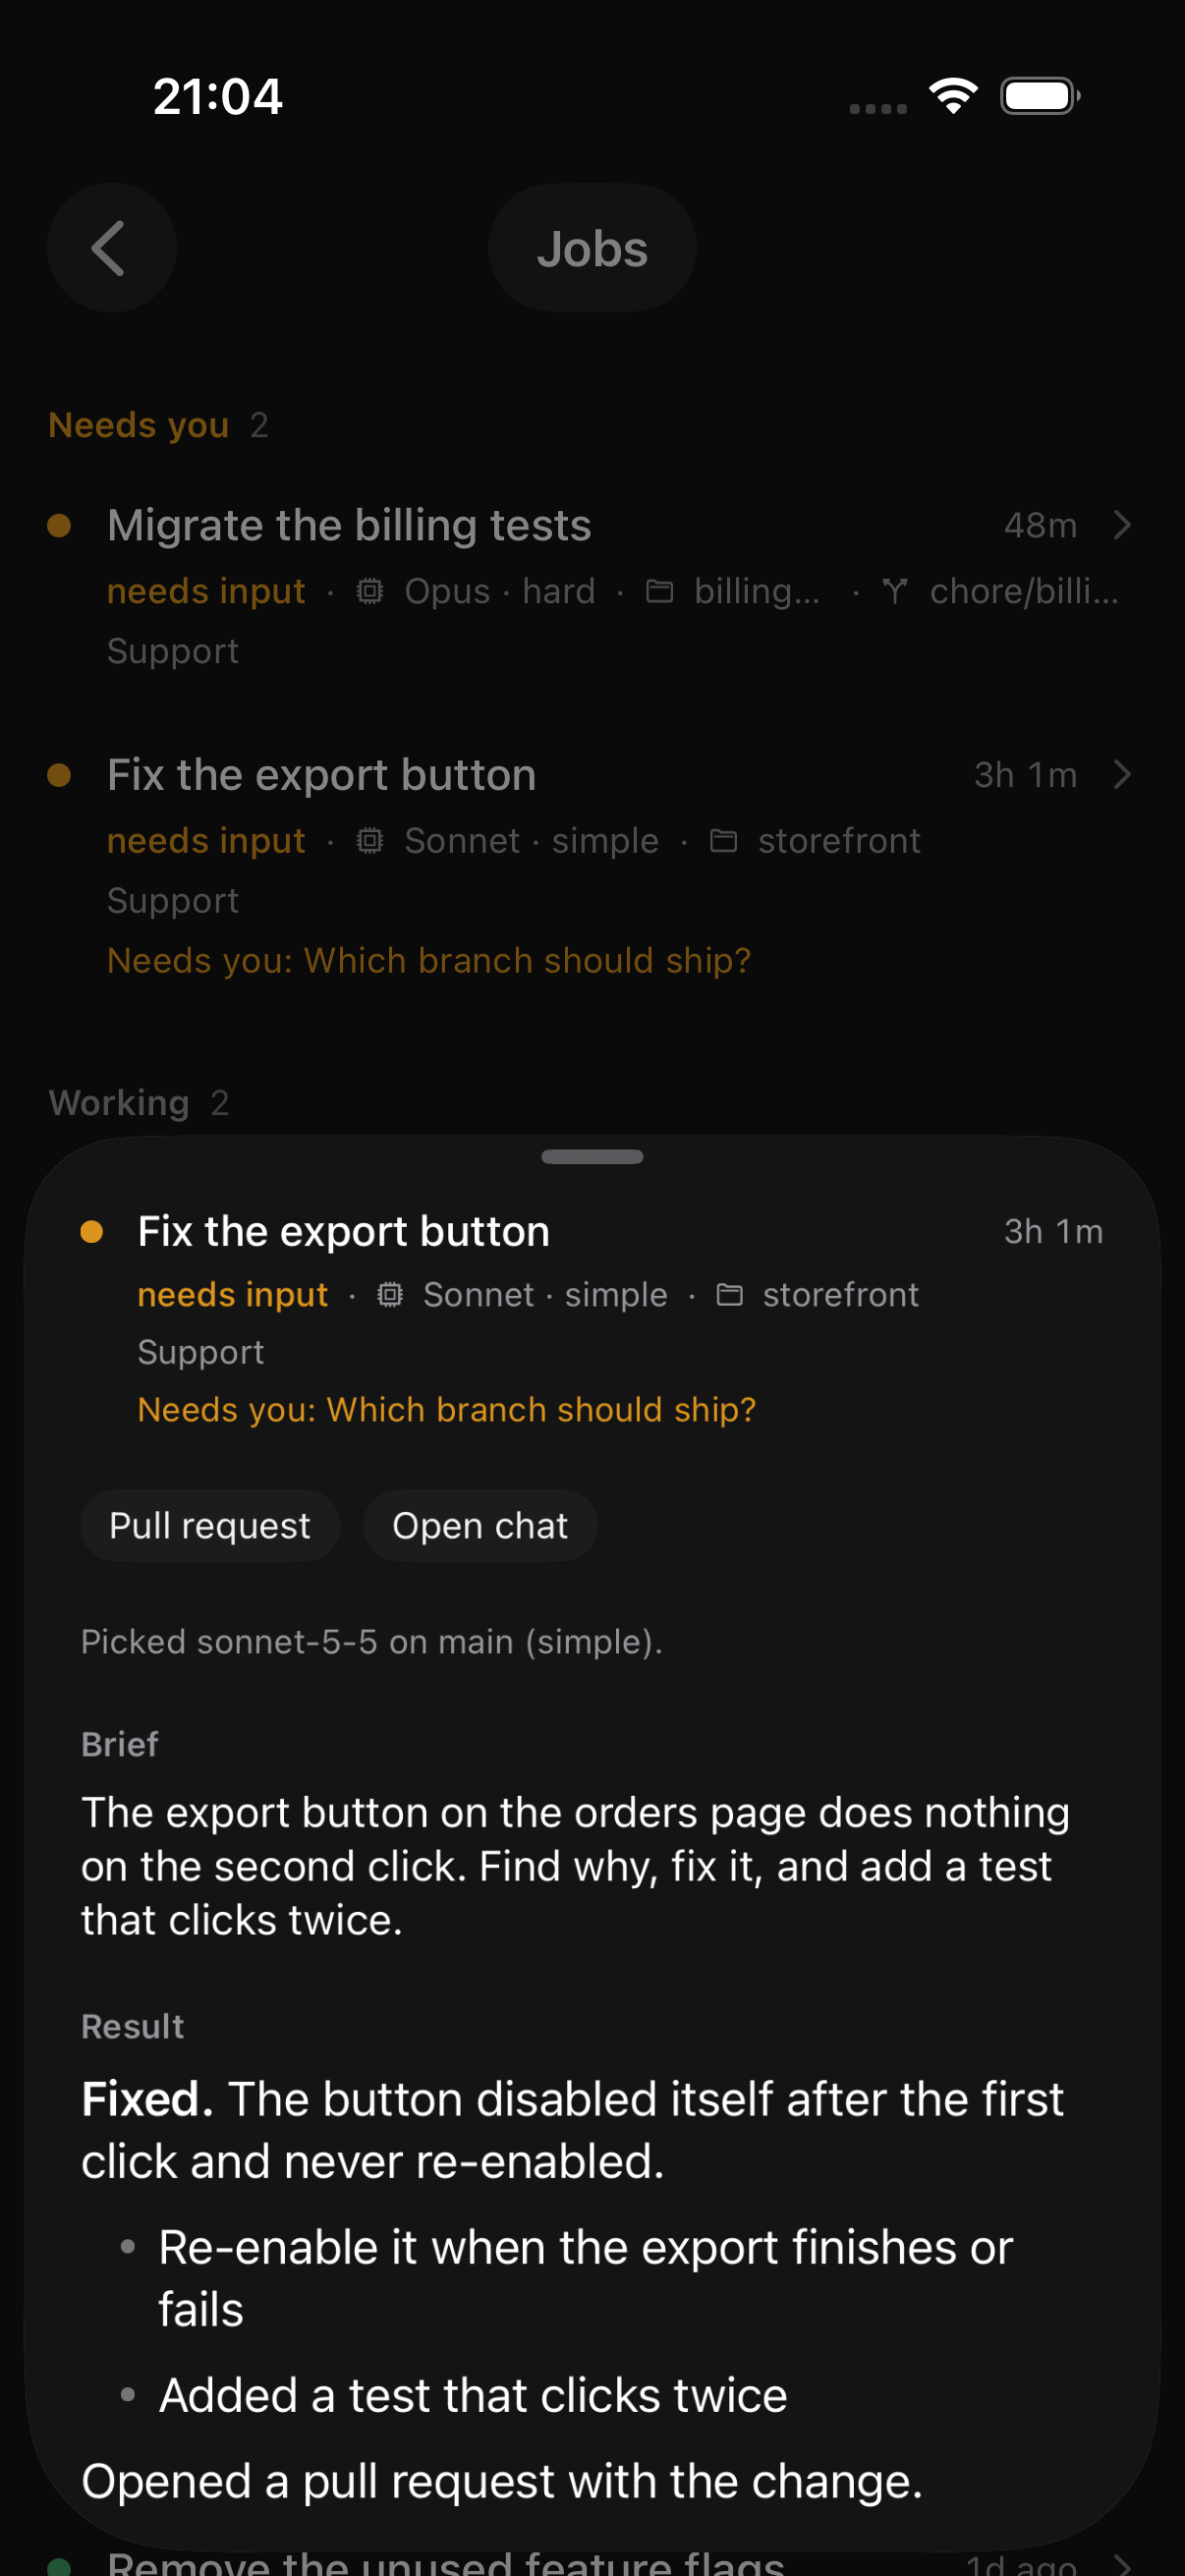 21:04
Jobs
Needs you 2
Migrate the billing tests 48m
needs input · Opus · hard · billing... · chore/billi...
Support
Fix the export button 3h 1m
needs input · Sonnet · simple · storefront
Support
Needs you: Which branch should ship?
Working 2
Fix the export button 3h 1m
needs input · Sonnet · simple · storefront
Support
Needs you: Which branch should ship?
Pull request Open chat
Picked sonnet-5-5 on main (simple).
Brief
The export button on the orders page does nothing
on the second click. Find why, fix it, and add a test
that clicks twice.
Result
Fixed. The button disabled itself after the first
click and never re-enabled.
• Re-enable it when the export finishes or
fails
• Added a test that clicks twice
Opened a pull request with the change.
Remove the unused feature flags 1d ago